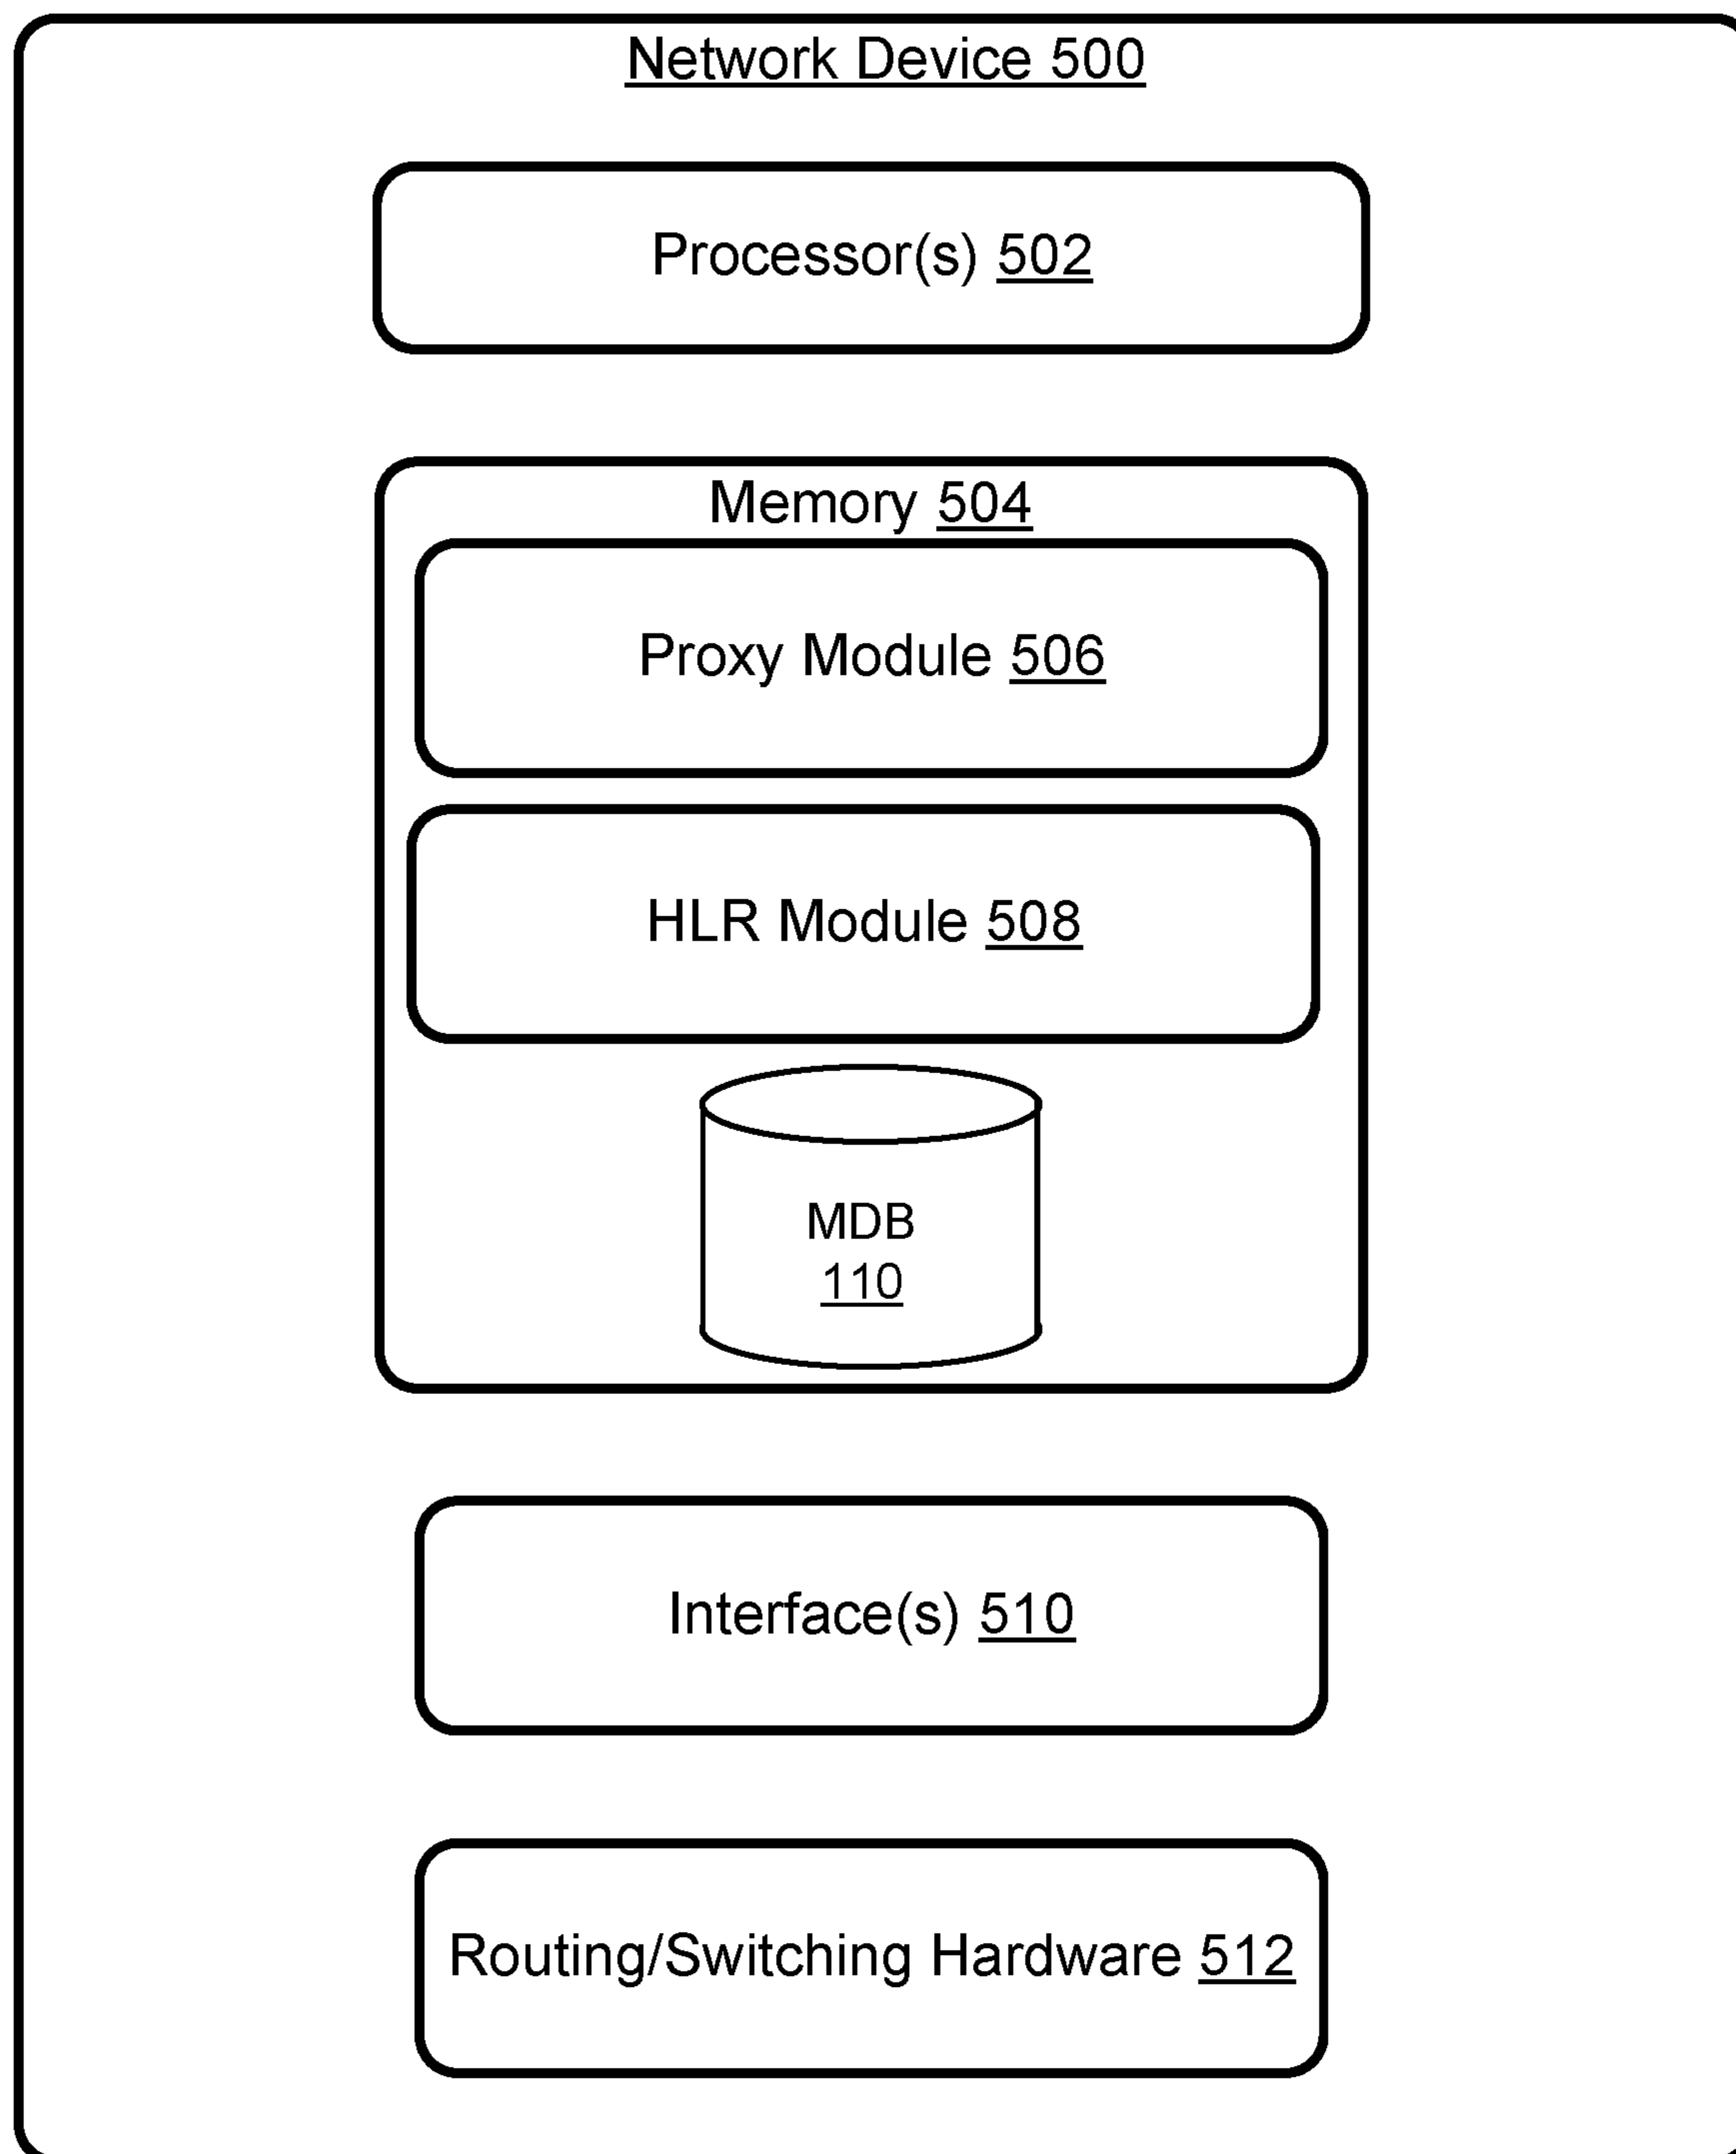 Network Device 500
Processor(s) 502
Memory 504
Proxy Module 506
HLR Module 508
MDB
110
Interface(s) 510
Routing/Switching Hardware 512